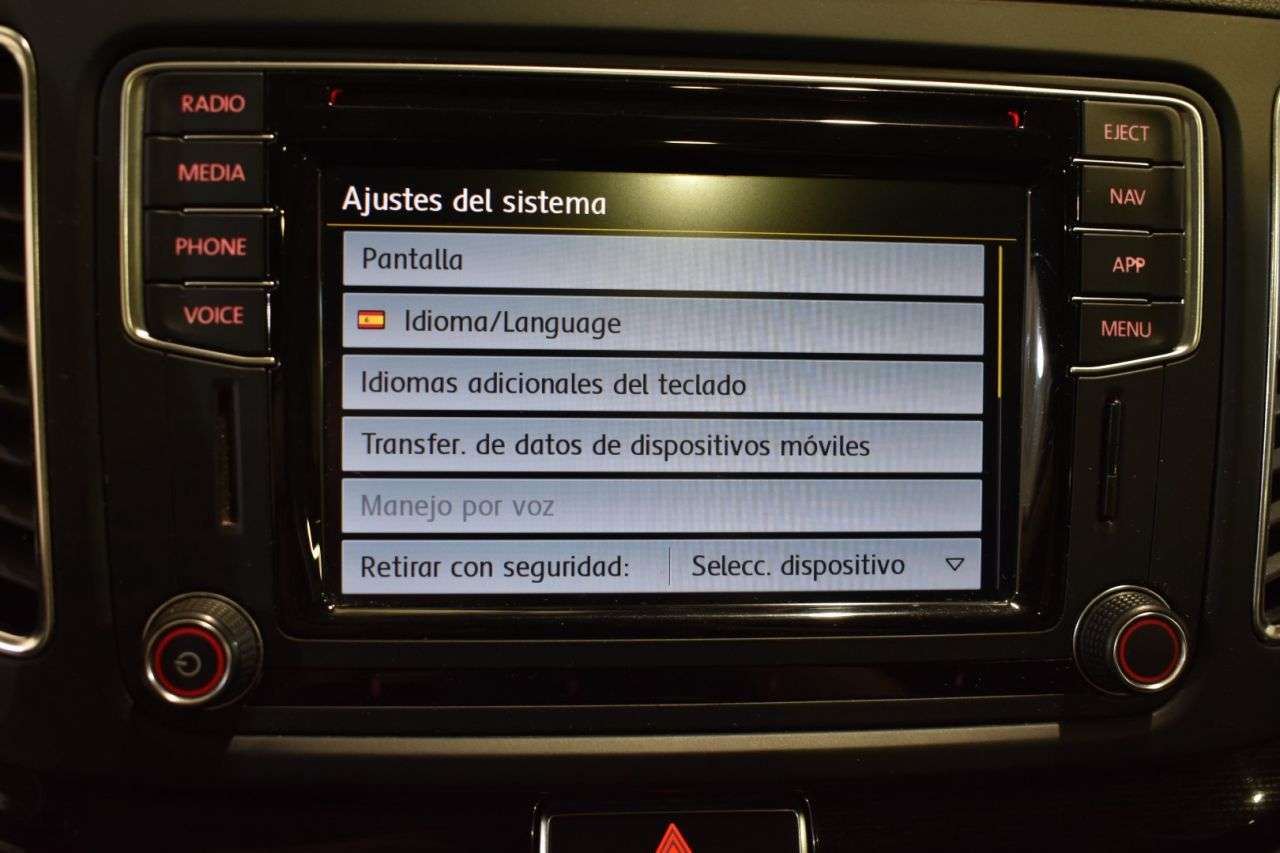 RADIO
MEDIA
PHONE
VOICE
Ajustes del sistema
Pantalla
Idioma/Language
Idiomas adicionales del teclado
Transfer. de datos de dispositivos móviles
Manejo por voz
Retirar con seguridad: Selecc. dispositivo
EJECT
NAV
APP
MENU